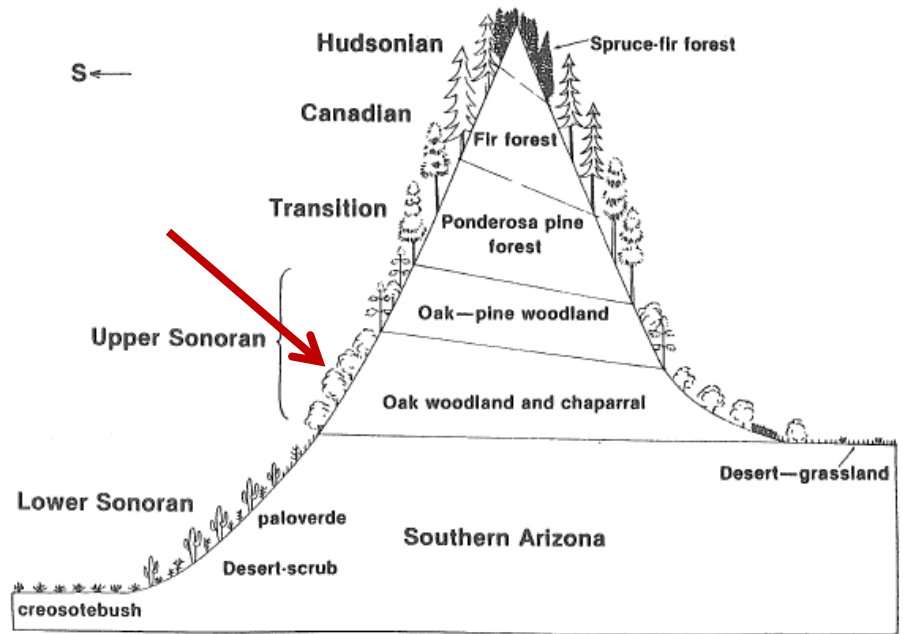 Hudsonian
Spruce-fir forest
S
Canadian
Fir forest
Transition
Ponderosa pine
forest
Oak—pine woodland
Upper Sonoran
Oak woodland and chaparral
Desert—grassland
Lower Sonoran
paloverde
Southern Arizona
Desert-scrub
creosotebush